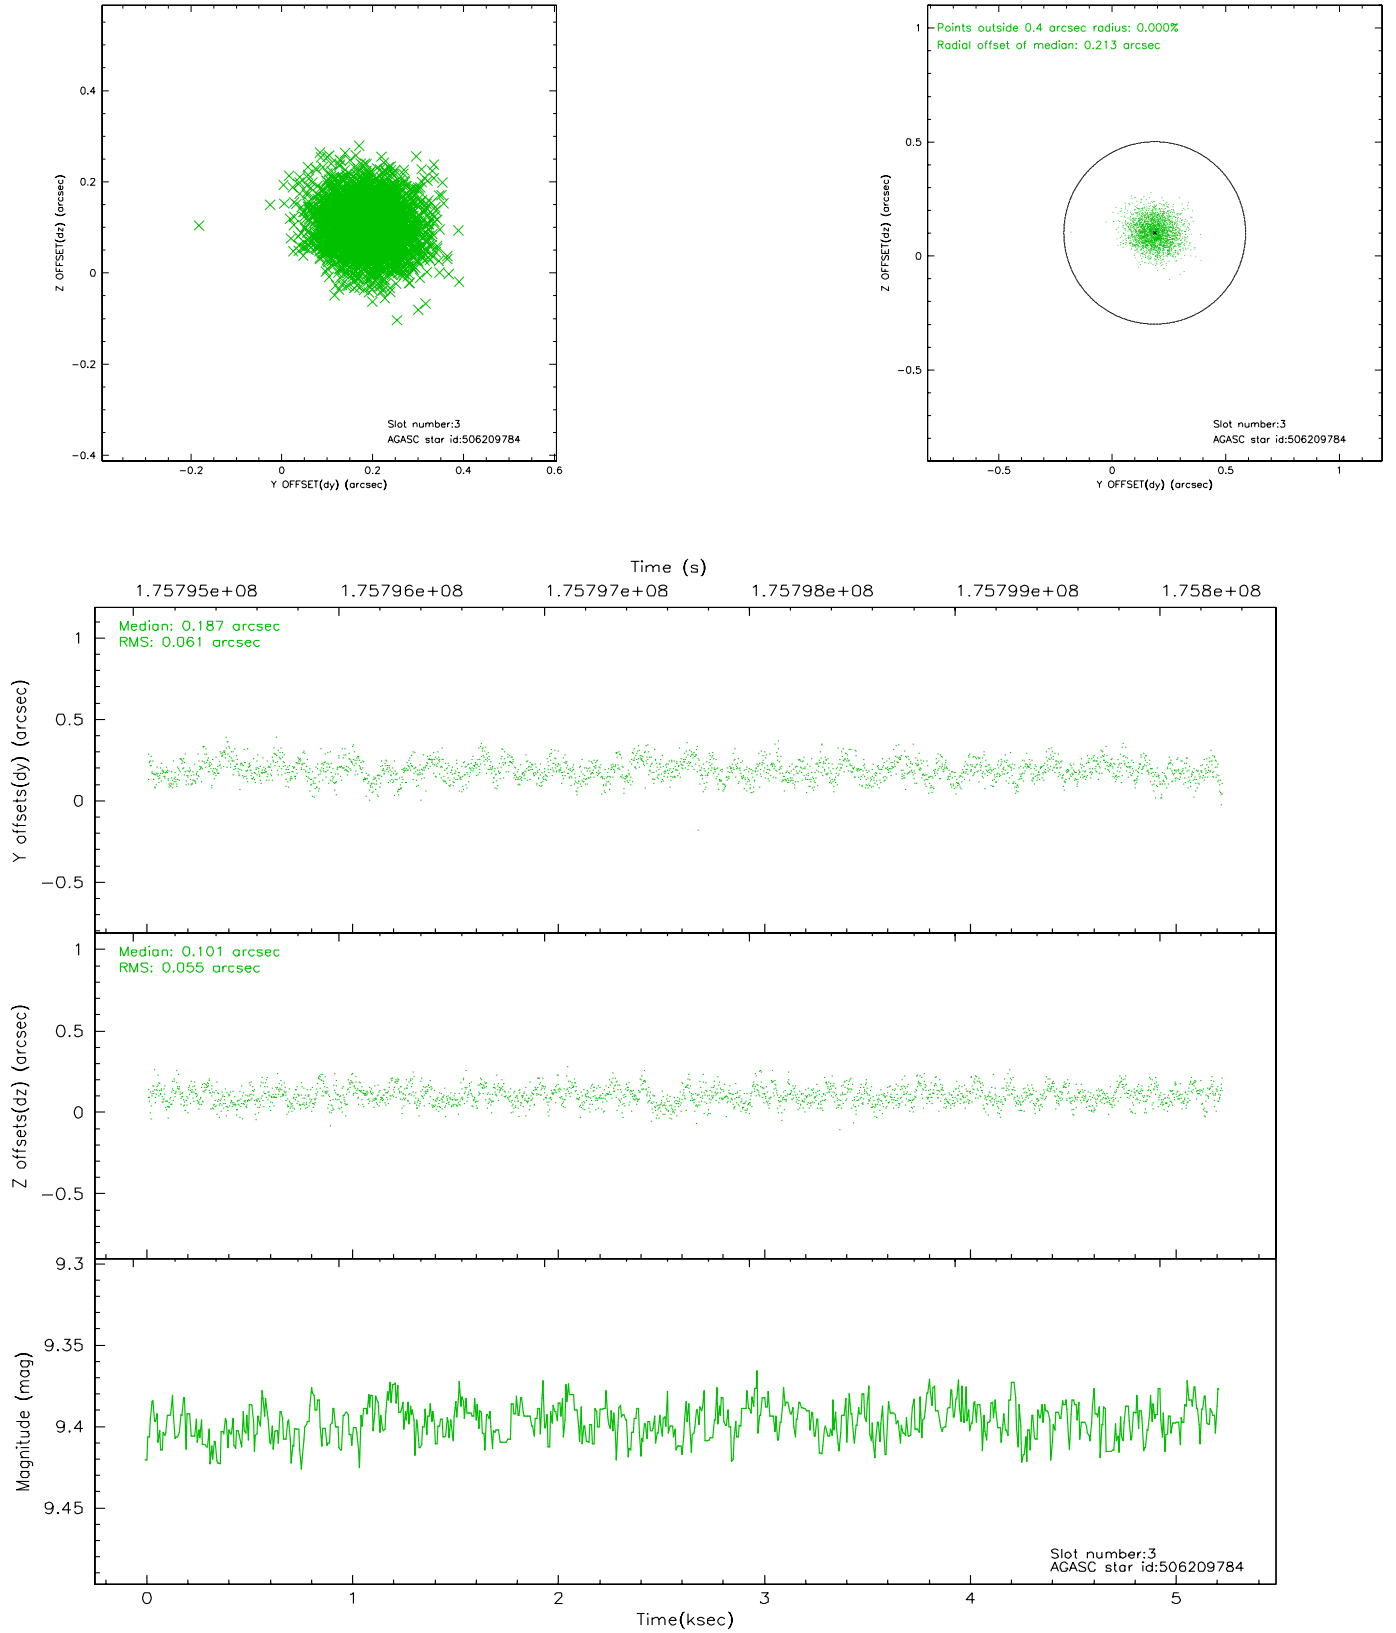 0.4
0.2
0
−0.2
−0.4
Z OFFSET(dz) (arcsec)
Slot number:3
AGASC star id:506209784
−0.2
0
0.2
0.4
0.6
Y OFFSET(dy) (arcsec)
Points outside 0.4 arcsec radius: 0.000%
Radial offset of median: 0.213 arcsec
1
0.5
0
−0.5
Z OFFSET(dz) (arcsec)
Slot number:3
AGASC star id:506209784
−0.5
0
0.5
1
Y OFFSET(dy) (arcsec)
Time (s)
1.75795e+08
1.75796e+08
1.75797e+08
1.75798e+08
1.75799e+08
1.758e+08
Median: 0.187 arcsec
RMS: 0.061 arcsec
1
0.5
0
−0.5
Y offsets(dy) (arcsec)
Median: 0.101 arcsec
RMS: 0.055 arcsec
1
0.5
0
−0.5
Z offsets(dz) (arcsec)
9.3
9.35
9.4
9.45
Magnitude (mag)
Slot number:3
AGASC star id:506209784
0
1
2
3
4
5
Time(ksec)